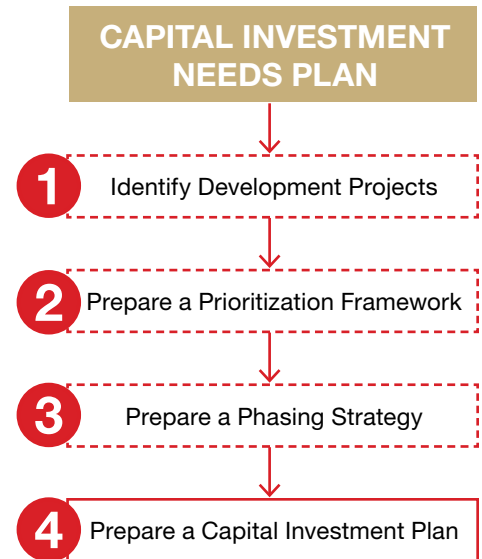 CAPITAL INVESTMENT
NEEDS PLAN
1 Identify Development Projects
2 Prepare a Prioritization Framework
3 Prepare a Phasing Strategy
4 Prepare a Capital Investment Plan